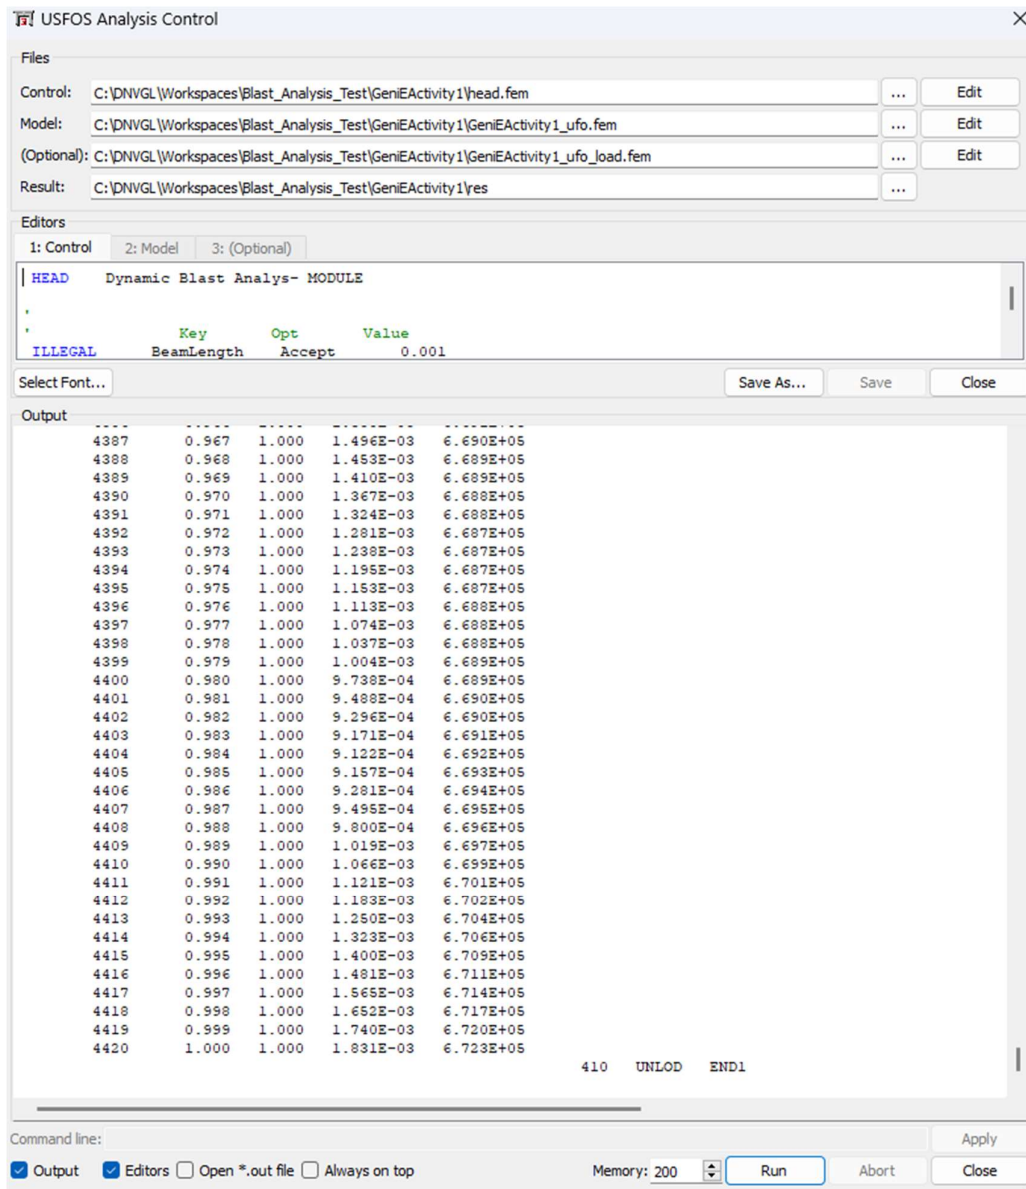 USFOS Analysis Control
Files
Control: C:\DNVGL\Workspaces\Blast_Analysis_Test\GeniEActivity1\head.fem ... Edit
Model: C:\DNVGL\Workspaces\Blast_Analysis_Test\GeniEActivity1\GeniEActivity1_ufo.fem ... Edit
(Optional): C:\DNVGL\Workspaces\Blast_Analysis_Test\GeniEActivity1\GeniEActivity1_ufo_load.fem ... Edit
Result: C:\DNVGL\Workspaces\Blast_Analysis_Test\GeniEActivity1\res ...
Editors
1: Control 2: Model 3: (Optional)
HEAD Dynamic Blast Analys- MODULE
'
' Key Opt Value
ILLEGAL BeamLength Accept 0.001
Select Font... Save As... Save Close
Output
4387 0.967 1.000 1.496E-03 6.690E+05
4388 0.968 1.000 1.453E-03 6.689E+05
4389 0.969 1.000 1.410E-03 6.689E+05
4390 0.970 1.000 1.367E-03 6.688E+05
4391 0.971 1.000 1.324E-03 6.688E+05
4392 0.972 1.000 1.281E-03 6.687E+05
4393 0.973 1.000 1.238E-03 6.687E+05
4394 0.974 1.000 1.195E-03 6.687E+05
4395 0.975 1.000 1.153E-03 6.687E+05
4396 0.976 1.000 1.113E-03 6.688E+05
4397 0.977 1.000 1.074E-03 6.688E+05
4398 0.978 1.000 1.037E-03 6.688E+05
4399 0.979 1.000 1.004E-03 6.689E+05
4400 0.980 1.000 9.738E-04 6.689E+05
4401 0.981 1.000 9.488E-04 6.690E+05
4402 0.982 1.000 9.296E-04 6.690E+05
4403 0.983 1.000 9.171E-04 6.691E+05
4404 0.984 1.000 9.122E-04 6.692E+05
4405 0.985 1.000 9.157E-04 6.693E+05
4406 0.986 1.000 9.281E-04 6.694E+05
4407 0.987 1.000 9.495E-04 6.695E+05
4408 0.988 1.000 9.800E-04 6.696E+05
4409 0.989 1.000 1.019E-03 6.697E+05
4410 0.990 1.000 1.066E-03 6.699E+05
4411 0.991 1.000 1.121E-03 6.701E+05
4412 0.992 1.000 1.183E-03 6.702E+05
4413 0.993 1.000 1.250E-03 6.704E+05
4414 0.994 1.000 1.323E-03 6.706E+05
4415 0.995 1.000 1.400E-03 6.709E+05
4416 0.996 1.000 1.481E-03 6.711E+05
4417 0.997 1.000 1.565E-03 6.714E+05
4418 0.998 1.000 1.652E-03 6.717E+05
4419 0.999 1.000 1.740E-03 6.720E+05
4420 1.000 1.000 1.831E-03 6.723E+05
410 UNLOD END1
Command line: Apply
Output Editors Open *.out file Always on top Memory: 200 Run Abort Close